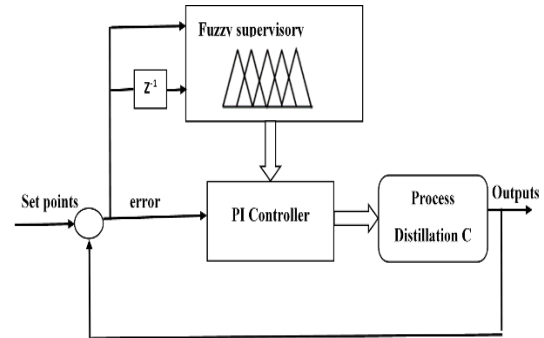 Fuzzy supervisory
Z-1
Set points
error
PI Controller
Process
Distillation C
Outputs